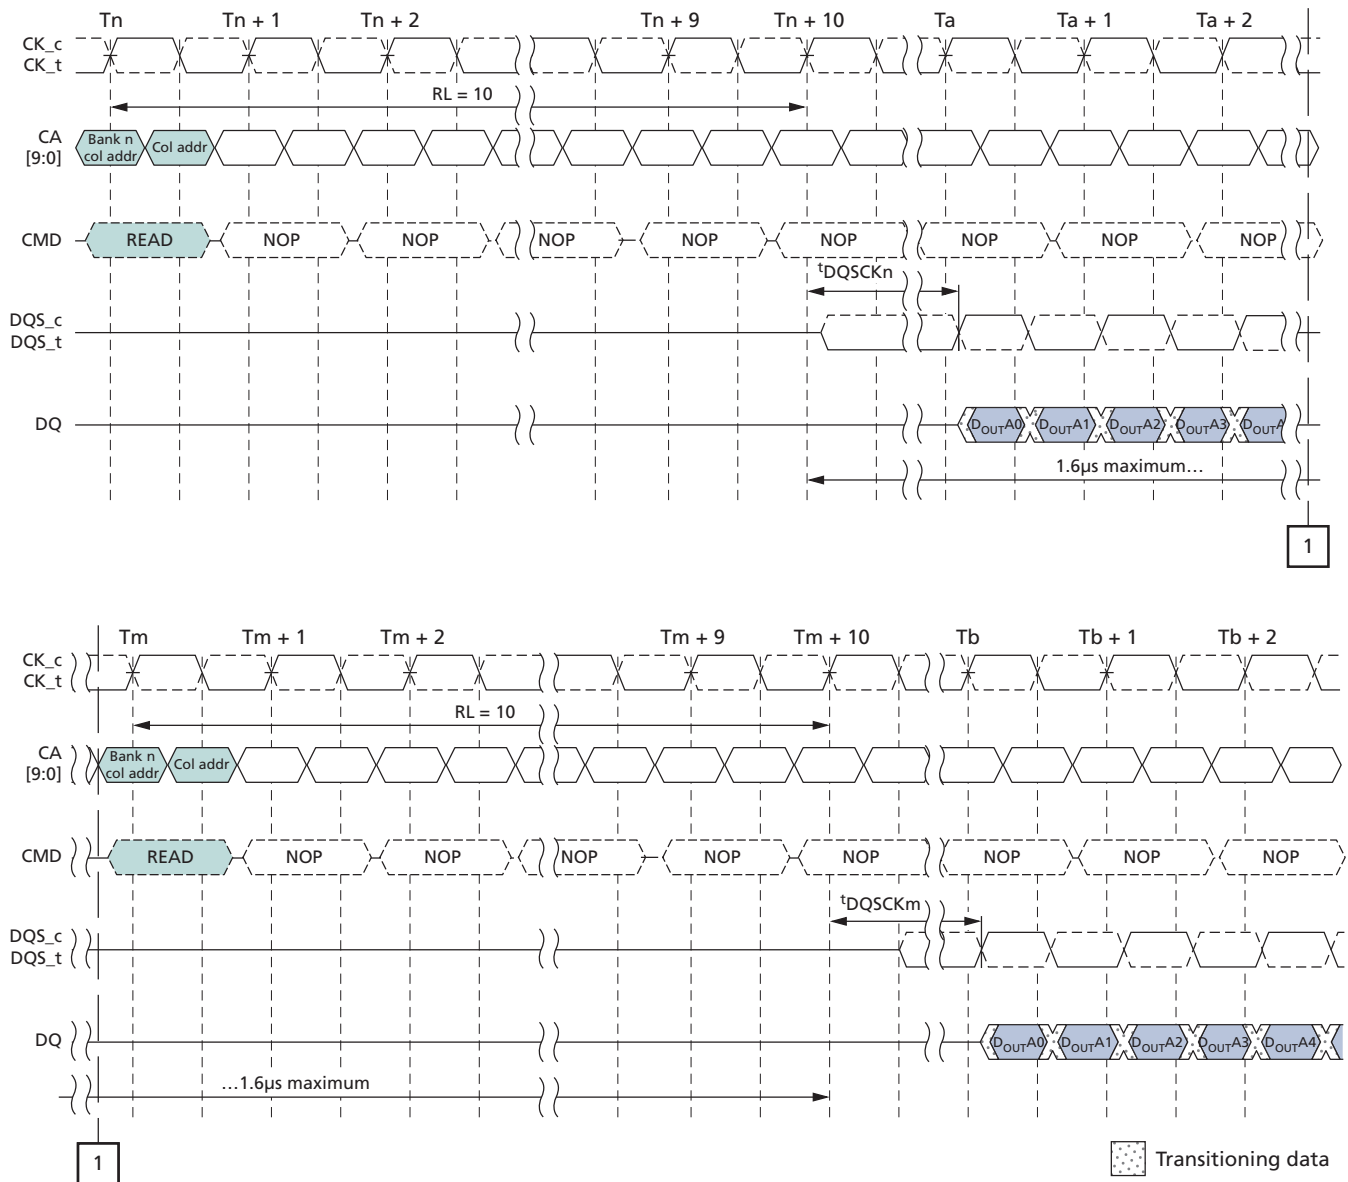 Tn Tn + 1 Tn + 2 Tn + 9 Tn + 10 Ta Ta + 1 Ta + 2
CK_c
CK_t
RL = 10
CA
[9:0]
Bank n
col addr
Col addr
CMD READ NOP NOP NOP NOP NOP NOP NOP NOP
tDQSCKn
DQS_c
DQS_t
DQ DOUTA0 DOUTA1 DOUTA2 DOUTA3 DOUTA
1.6µs maximum…
1
Tm Tm + 1 Tm + 2 Tm + 9 Tm + 10 Tb Tb + 1 Tb + 2
CK_c
CK_t
RL = 10
CA
[9:0]
Bank n
col addr
Col addr
CMD READ NOP NOP NOP NOP NOP NOP NOP NOP
tDQSCKm
DQS_c
DQS_t
DQ DOUTA0 DOUTA1 DOUTA2 DOUTA3 DOUTA4
…1.6µs maximum
1
Transitioning data